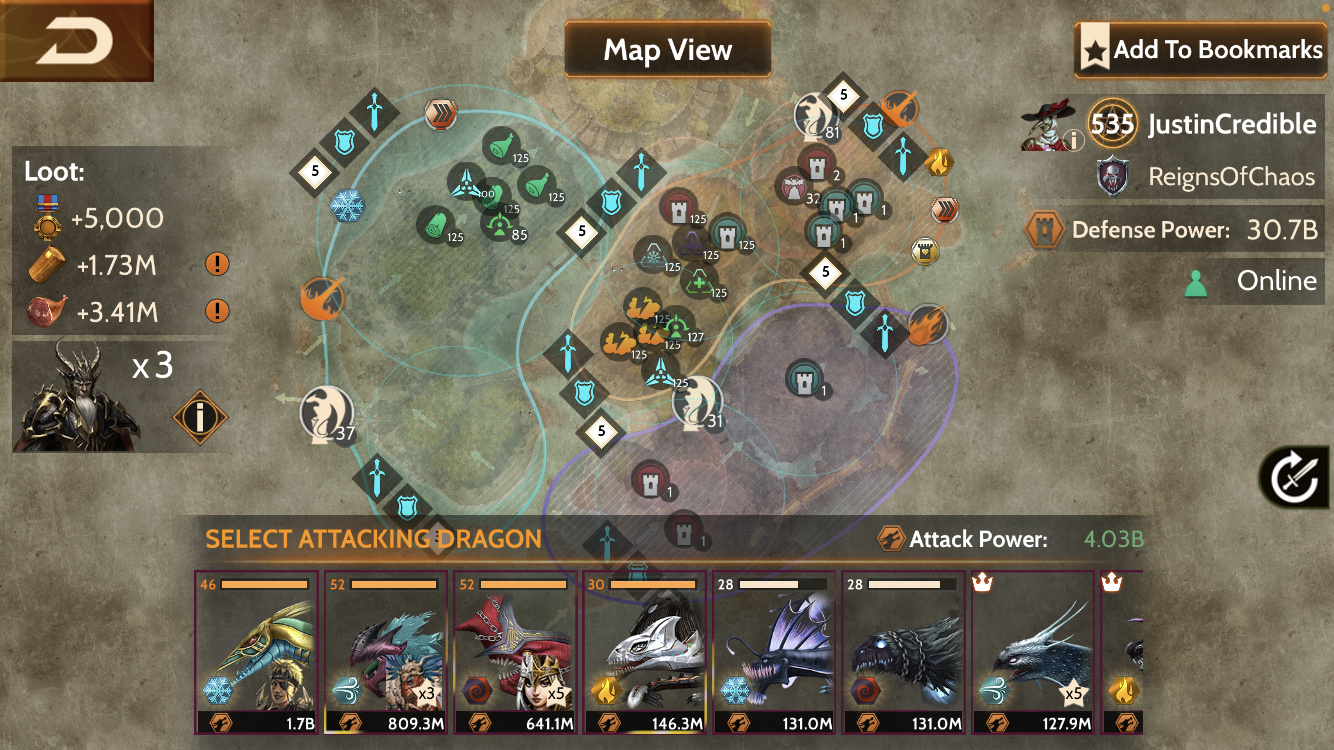 Map View
Add To Bookmarks
535 JustinCredible
ReignsOfChaos
Defense Power: 30.7B
Online
Loot:
+5,000
+1.73M
+3.41M
x3
5
5
5
5
5
81
2
32
1
1
1
125
100
125
125
125
85
125
125
125
125
125
125
127
125
125
125
37
31
1
1
1
SELECT ATTACKING DRAGON
Attack Power: 4.03B
46
52
52
30
28
28
x3
x5
x5
1.7B
809.3M
641.1M
146.3M
131.0M
131.0M
127.9M